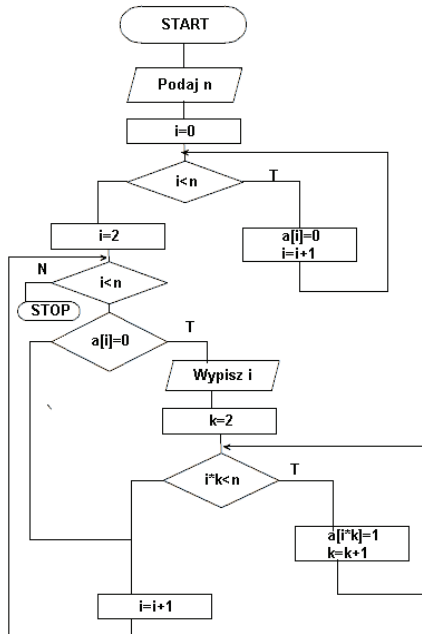 START
Podaj n
i=0
i<n
T
i=2
a[i]=0
i=i+1
N
i<n
STOP
T
a[i]=0
Wypisz i
k=2
i*k<n
T
a[i*k]=1
k=k+1
i=i+1